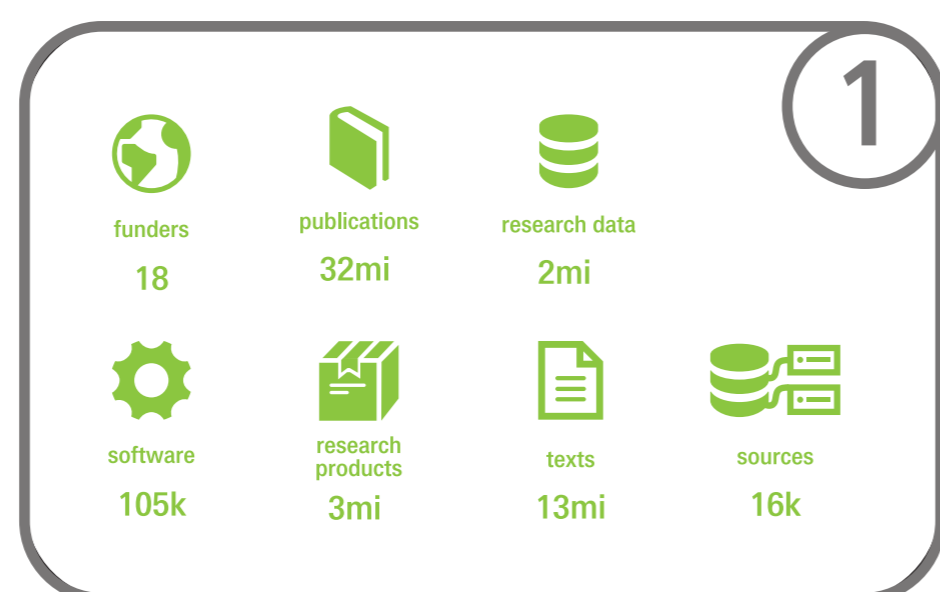 1
funders
18
publications
32mi
research data
2mi
software
105k
research
products
3mi
texts
13mi
sources
16k